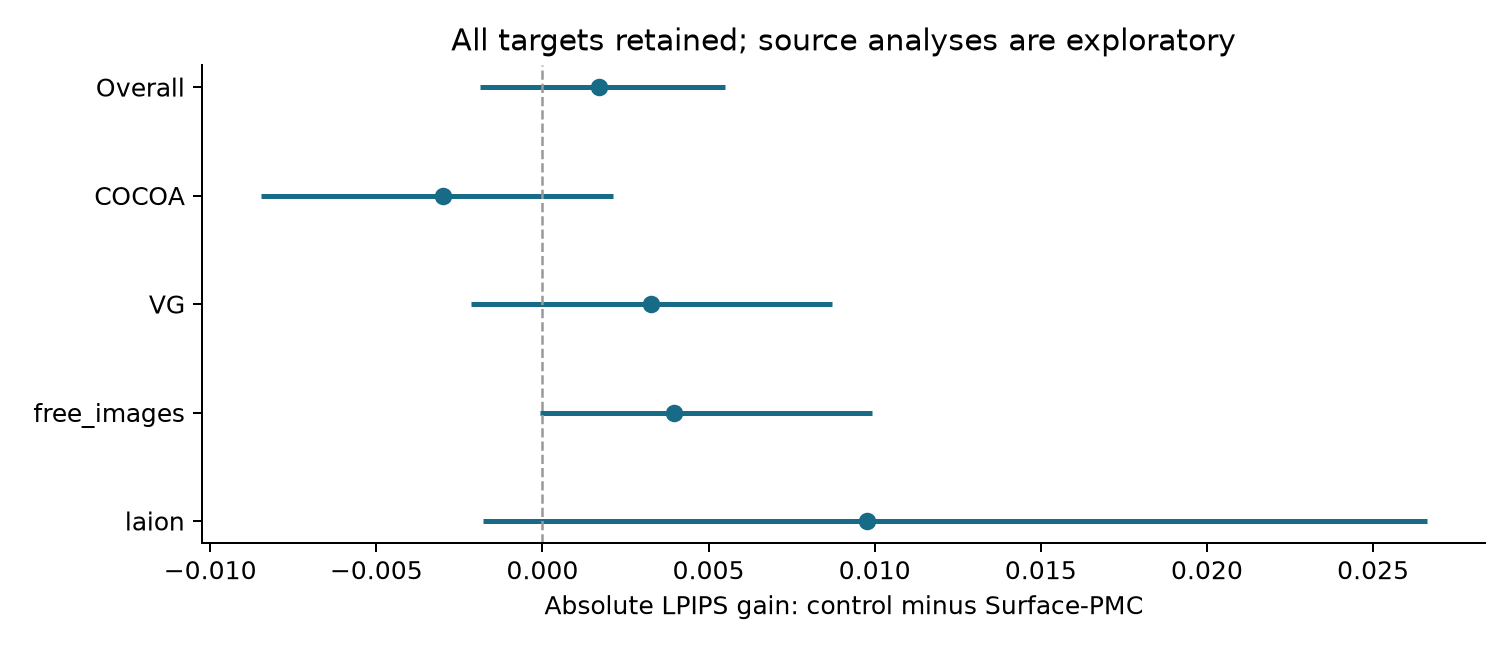 All targets retained; source analyses are exploratory
Overall
COCOA
VG
free_images
laion
−0.010 −0.005 0.000 0.005 0.010 0.015 0.020 0.025
Absolute LPIPS gain: control minus Surface-PMC